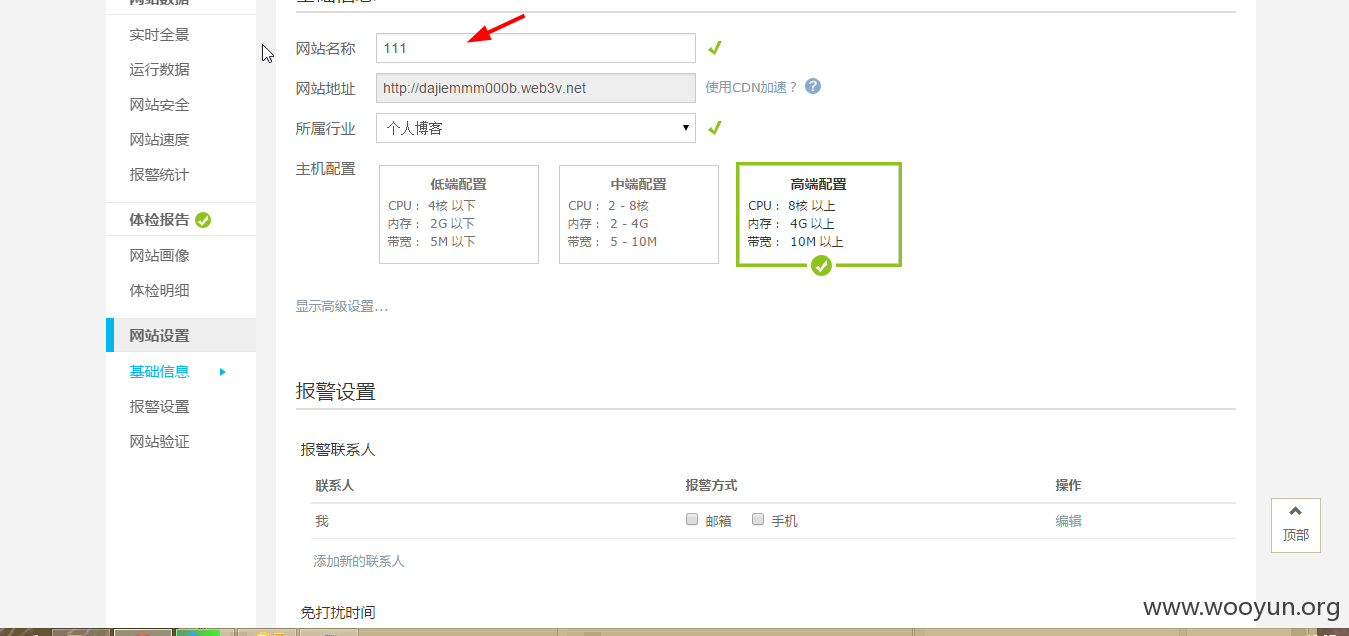 网站数据
实时全景
运行数据
网站安全
网站速度
报警统计
体检报告
网站画像
体检明细
网站设置
基础信息
报警设置
网站验证
基础信息
网站名称 111
网站地址 http://dajiemmm000b.web3v.net 使用CDN加速？ ?
所属行业 个人博客
主机配置
低端配置
CPU： 4核 以下
内存： 2G 以下
带宽： 5M 以下
中端配置
CPU： 2 - 8核
内存： 2 - 4G
带宽： 5 - 10M
高端配置
CPU： 8核 以上
内存： 4G 以上
带宽： 10M 以上
显示高级设置...
报警设置
报警联系人
联系人 报警方式 操作
我 邮箱 手机 编辑
添加新的联系人
免打扰时间
顶部
www.wooyun.org